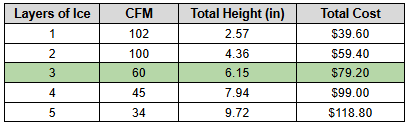 Layers of Ice CFM Total Height (in) Total Cost
1 102 2.57 $39.60
2 100 4.36 $59.40
3 60 6.15 $79.20
4 45 7.94 $99.00
5 34 9.72 $118.80